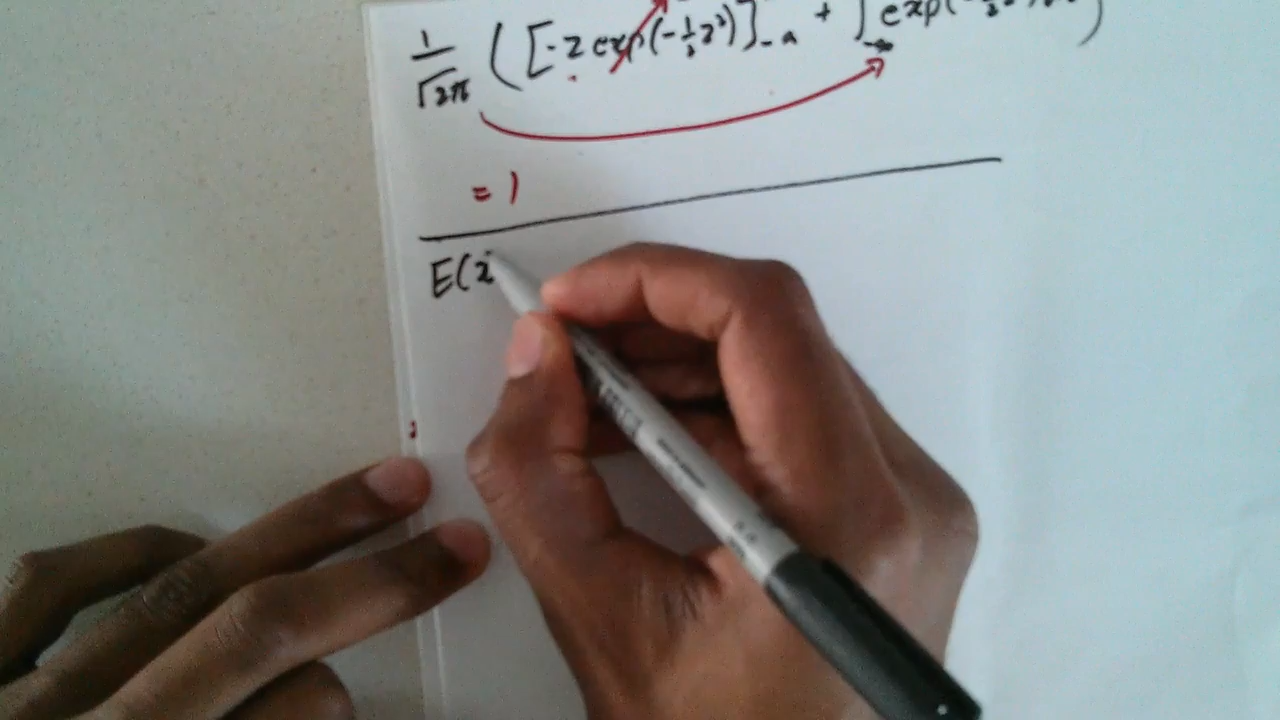 1/√2π ([-z exp(-½z²)]₋ₐ + ∫ exp(-
= 1
E(z